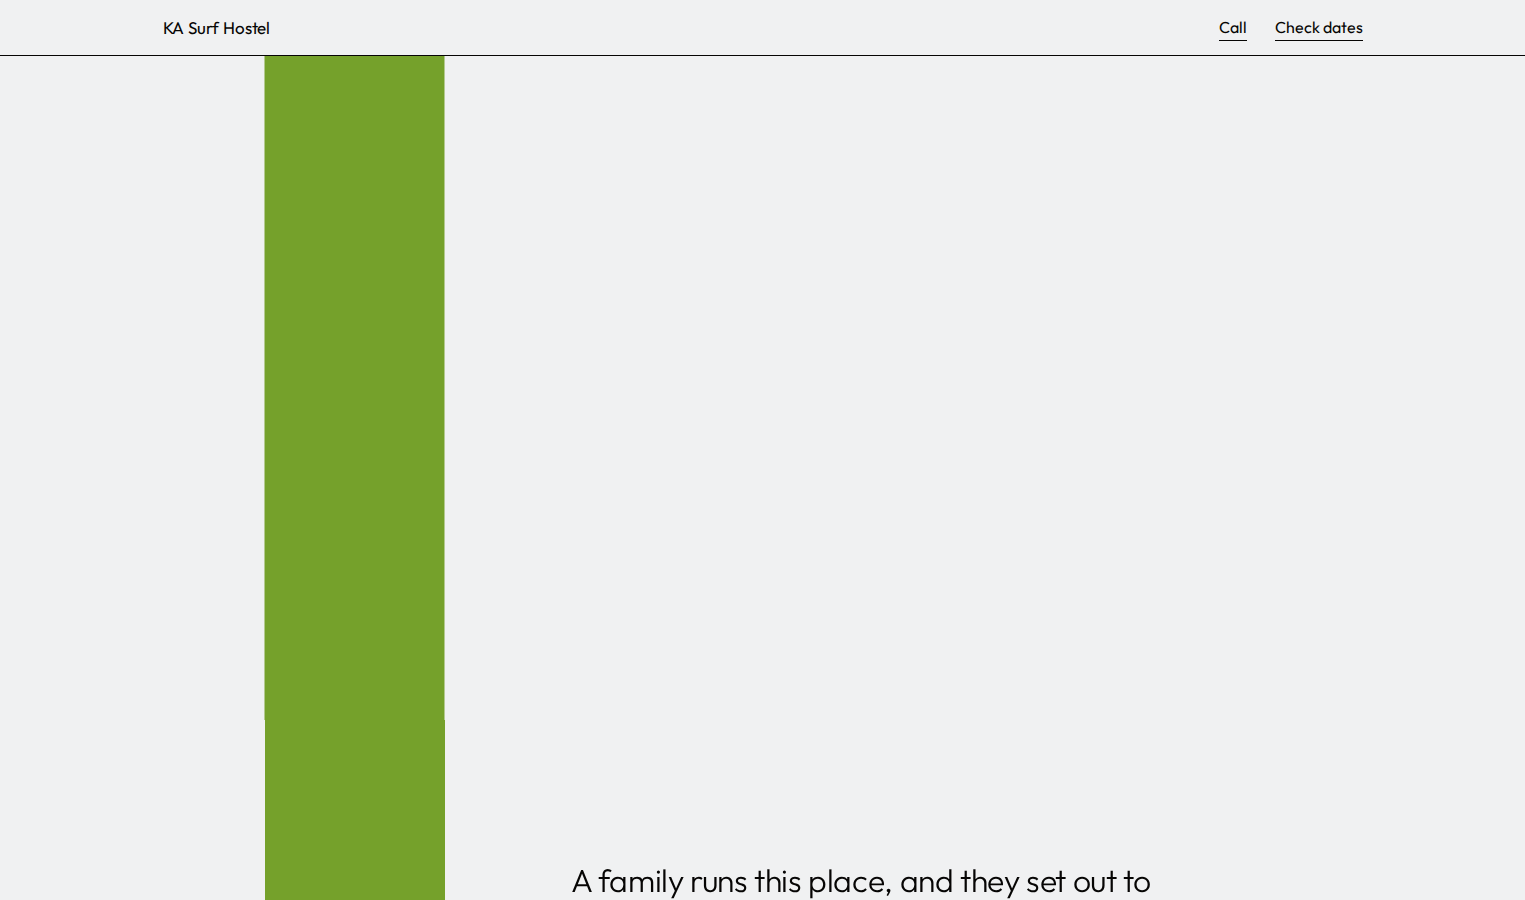 KA Surf Hostel
Call
Check dates
A family runs this place, and they set out to